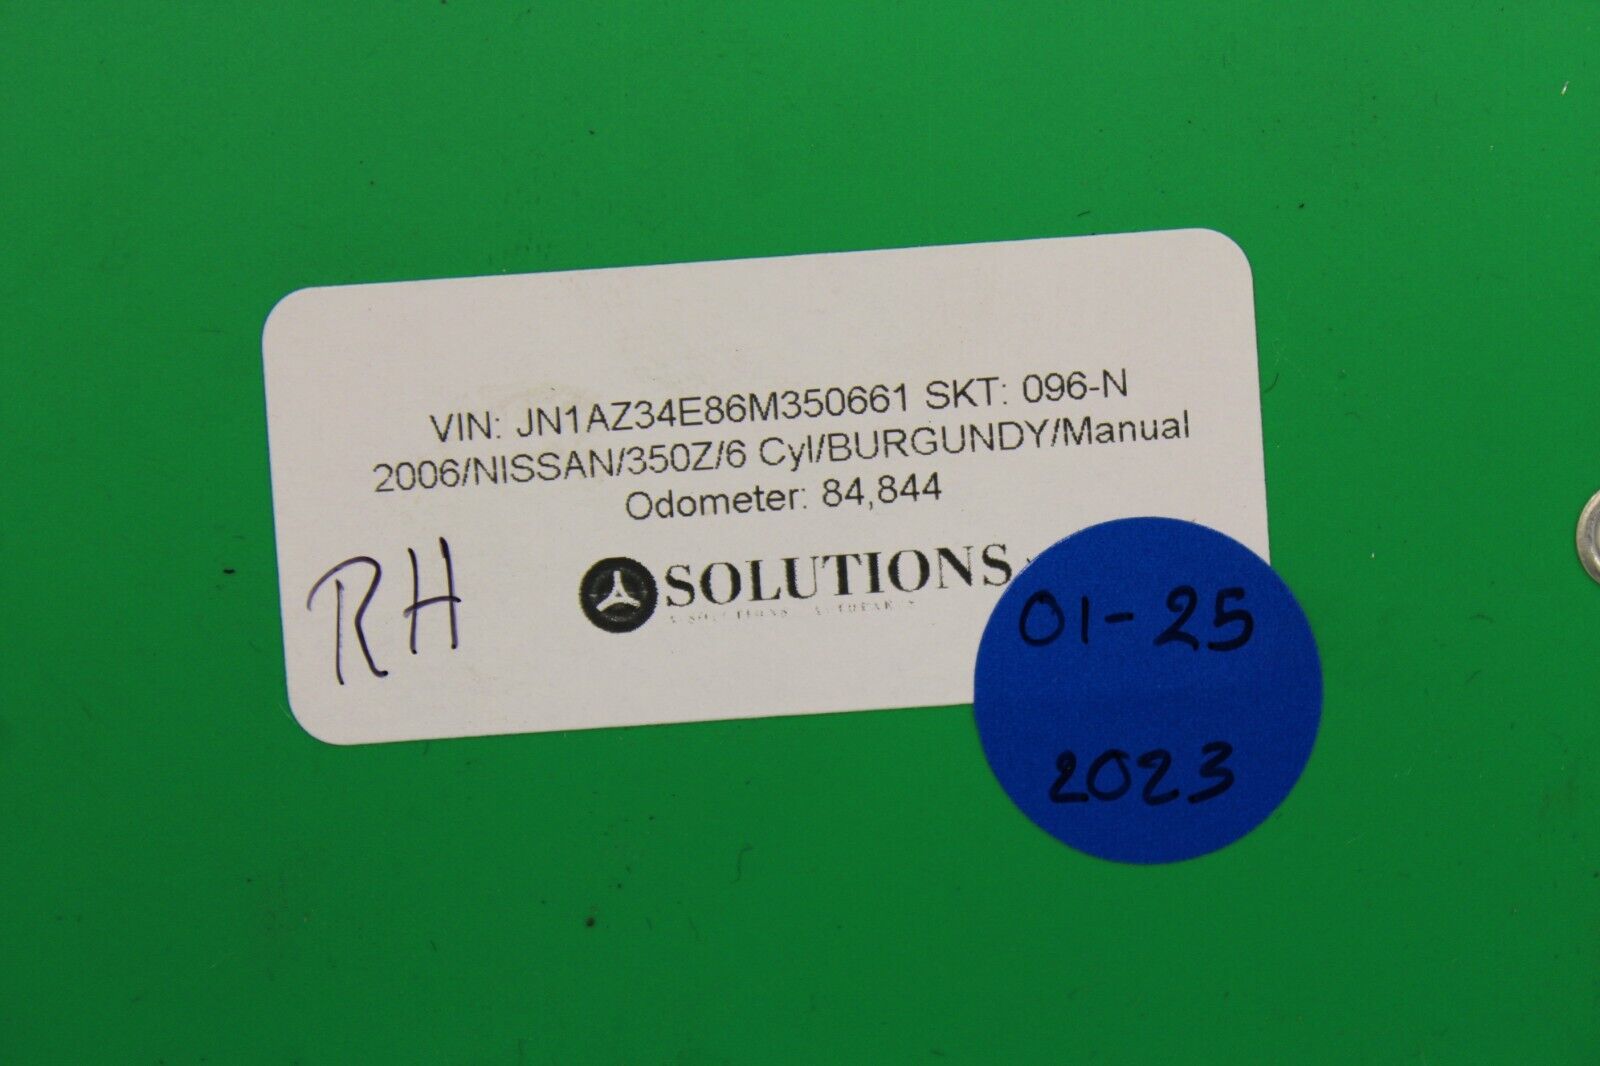 VIN: JN1AZ34E86M350661 SKT: 096-N
2006/NISSAN/350Z/6 Cyl/BURGUNDY/Manual
Odometer: 84,844
RH
SOLUTIONS
01-25
2023